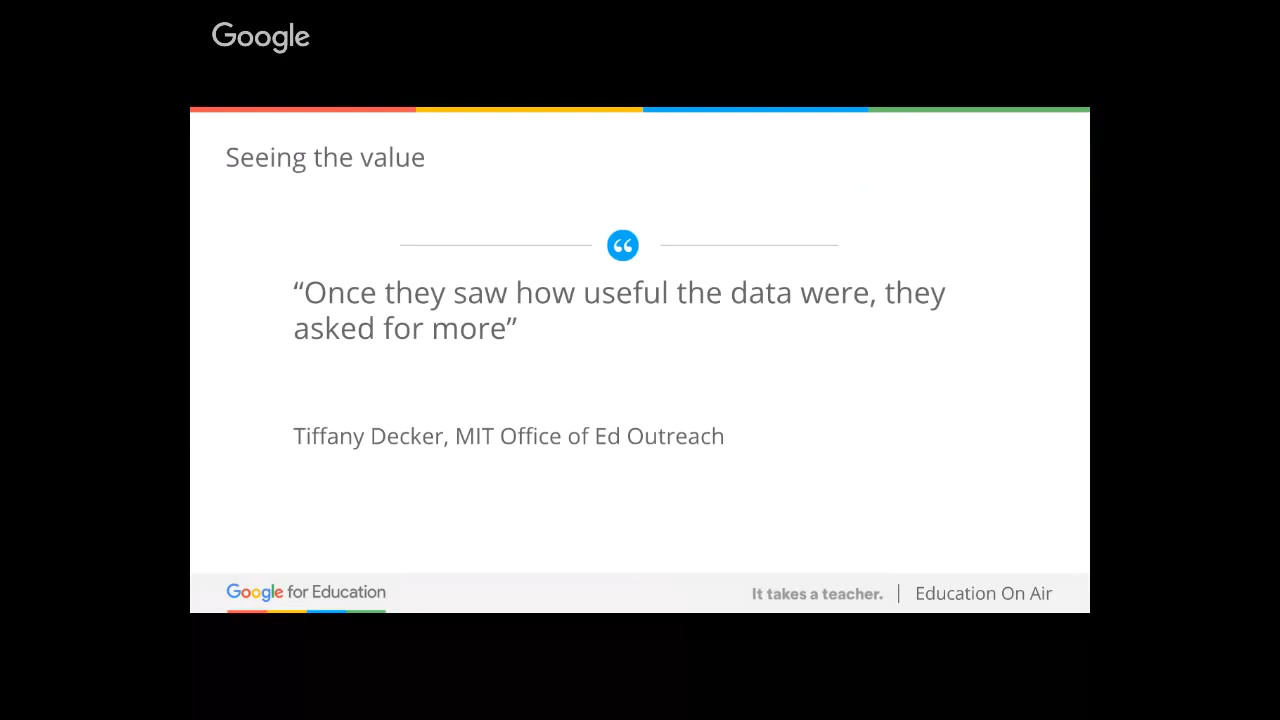 Google
Seeing the value
“Once they saw how useful the data were, they
asked for more”
Tiffany Decker, MIT Office of Ed Outreach
Google for Education
It takes a teacher. | Education On Air